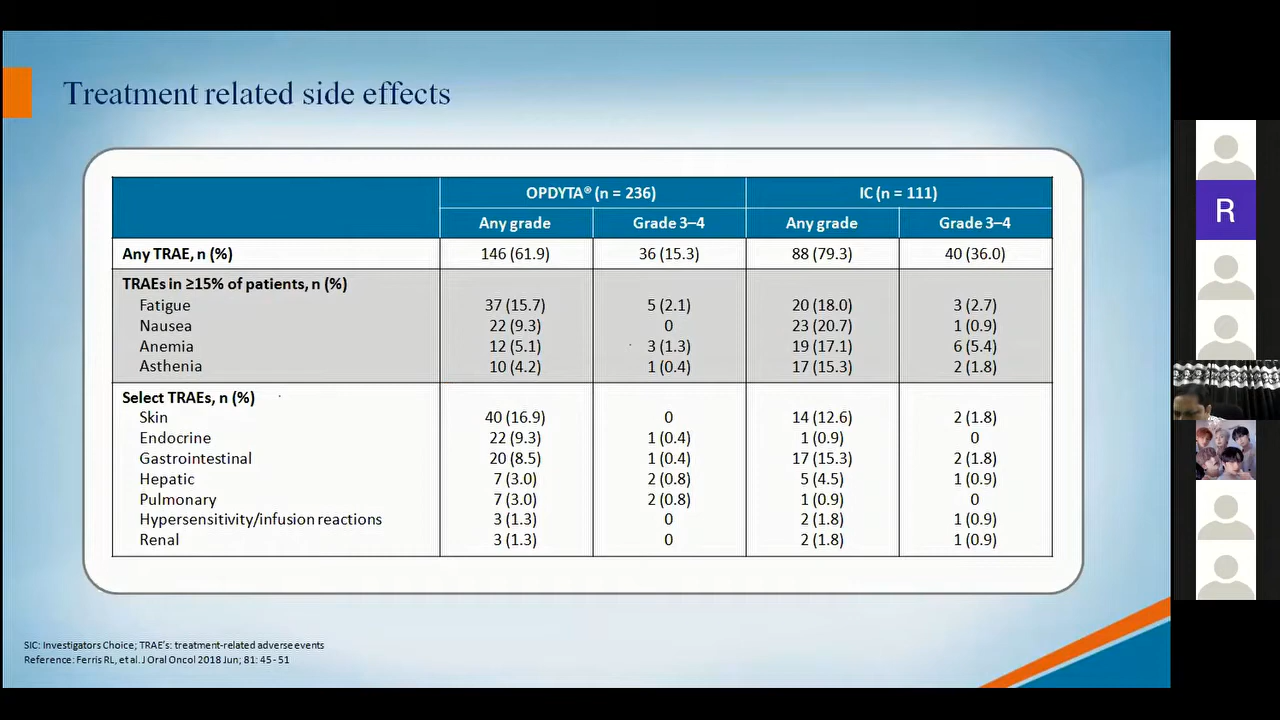 Treatment related side effects
OPDYTA® (n = 236) IC (n = 111)
Any grade Grade 3–4 Any grade Grade 3–4
Any TRAE, n (%) 146 (61.9) 36 (15.3) 88 (79.3) 40 (36.0)
TRAEs in ≥15% of patients, n (%)
Fatigue 37 (15.7) 5 (2.1) 20 (18.0) 3 (2.7)
Nausea 22 (9.3) 0 23 (20.7) 1 (0.9)
Anemia 12 (5.1) 3 (1.3) 19 (17.1) 6 (5.4)
Asthenia 10 (4.2) 1 (0.4) 17 (15.3) 2 (1.8)
Select TRAEs, n (%)
Skin 40 (16.9) 0 14 (12.6) 2 (1.8)
Endocrine 22 (9.3) 1 (0.4) 1 (0.9) 0
Gastrointestinal 20 (8.5) 1 (0.4) 17 (15.3) 2 (1.8)
Hepatic 7 (3.0) 2 (0.8) 5 (4.5) 1 (0.9)
Pulmonary 7 (3.0) 2 (0.8) 1 (0.9) 0
Hypersensitivity/infusion reactions 3 (1.3) 0 2 (1.8) 1 (0.9)
Renal 3 (1.3) 0 2 (1.8) 1 (0.9)
SIC: Investigators Choice; TRAE's: treatment-related adverse events
Reference: Ferris RL, et al. J Oral Oncol 2018 Jun; 81: 45 - 51
R